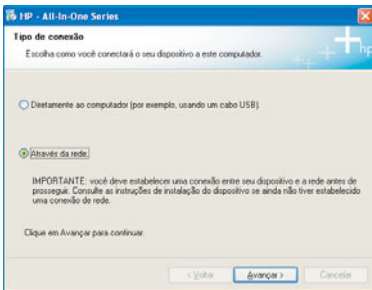 HP - All-In-One Series
Tipo de conexão
Escolha como você conectará o seu dispositivo a este computador.
hp
Diretamente ao computador (por exemplo, usando um cabo USB).
Através da rede.
IMPORTANTE: você deve estabelecer uma conexão entre seu dispositivo e a rede antes de
prosseguir. Consulte as instruções de instalação do dispositivo se ainda não tiver estabelecido
uma conexão de rede.
Clique em Avançar para continuar.
< Voltar Avançar > Cancelar